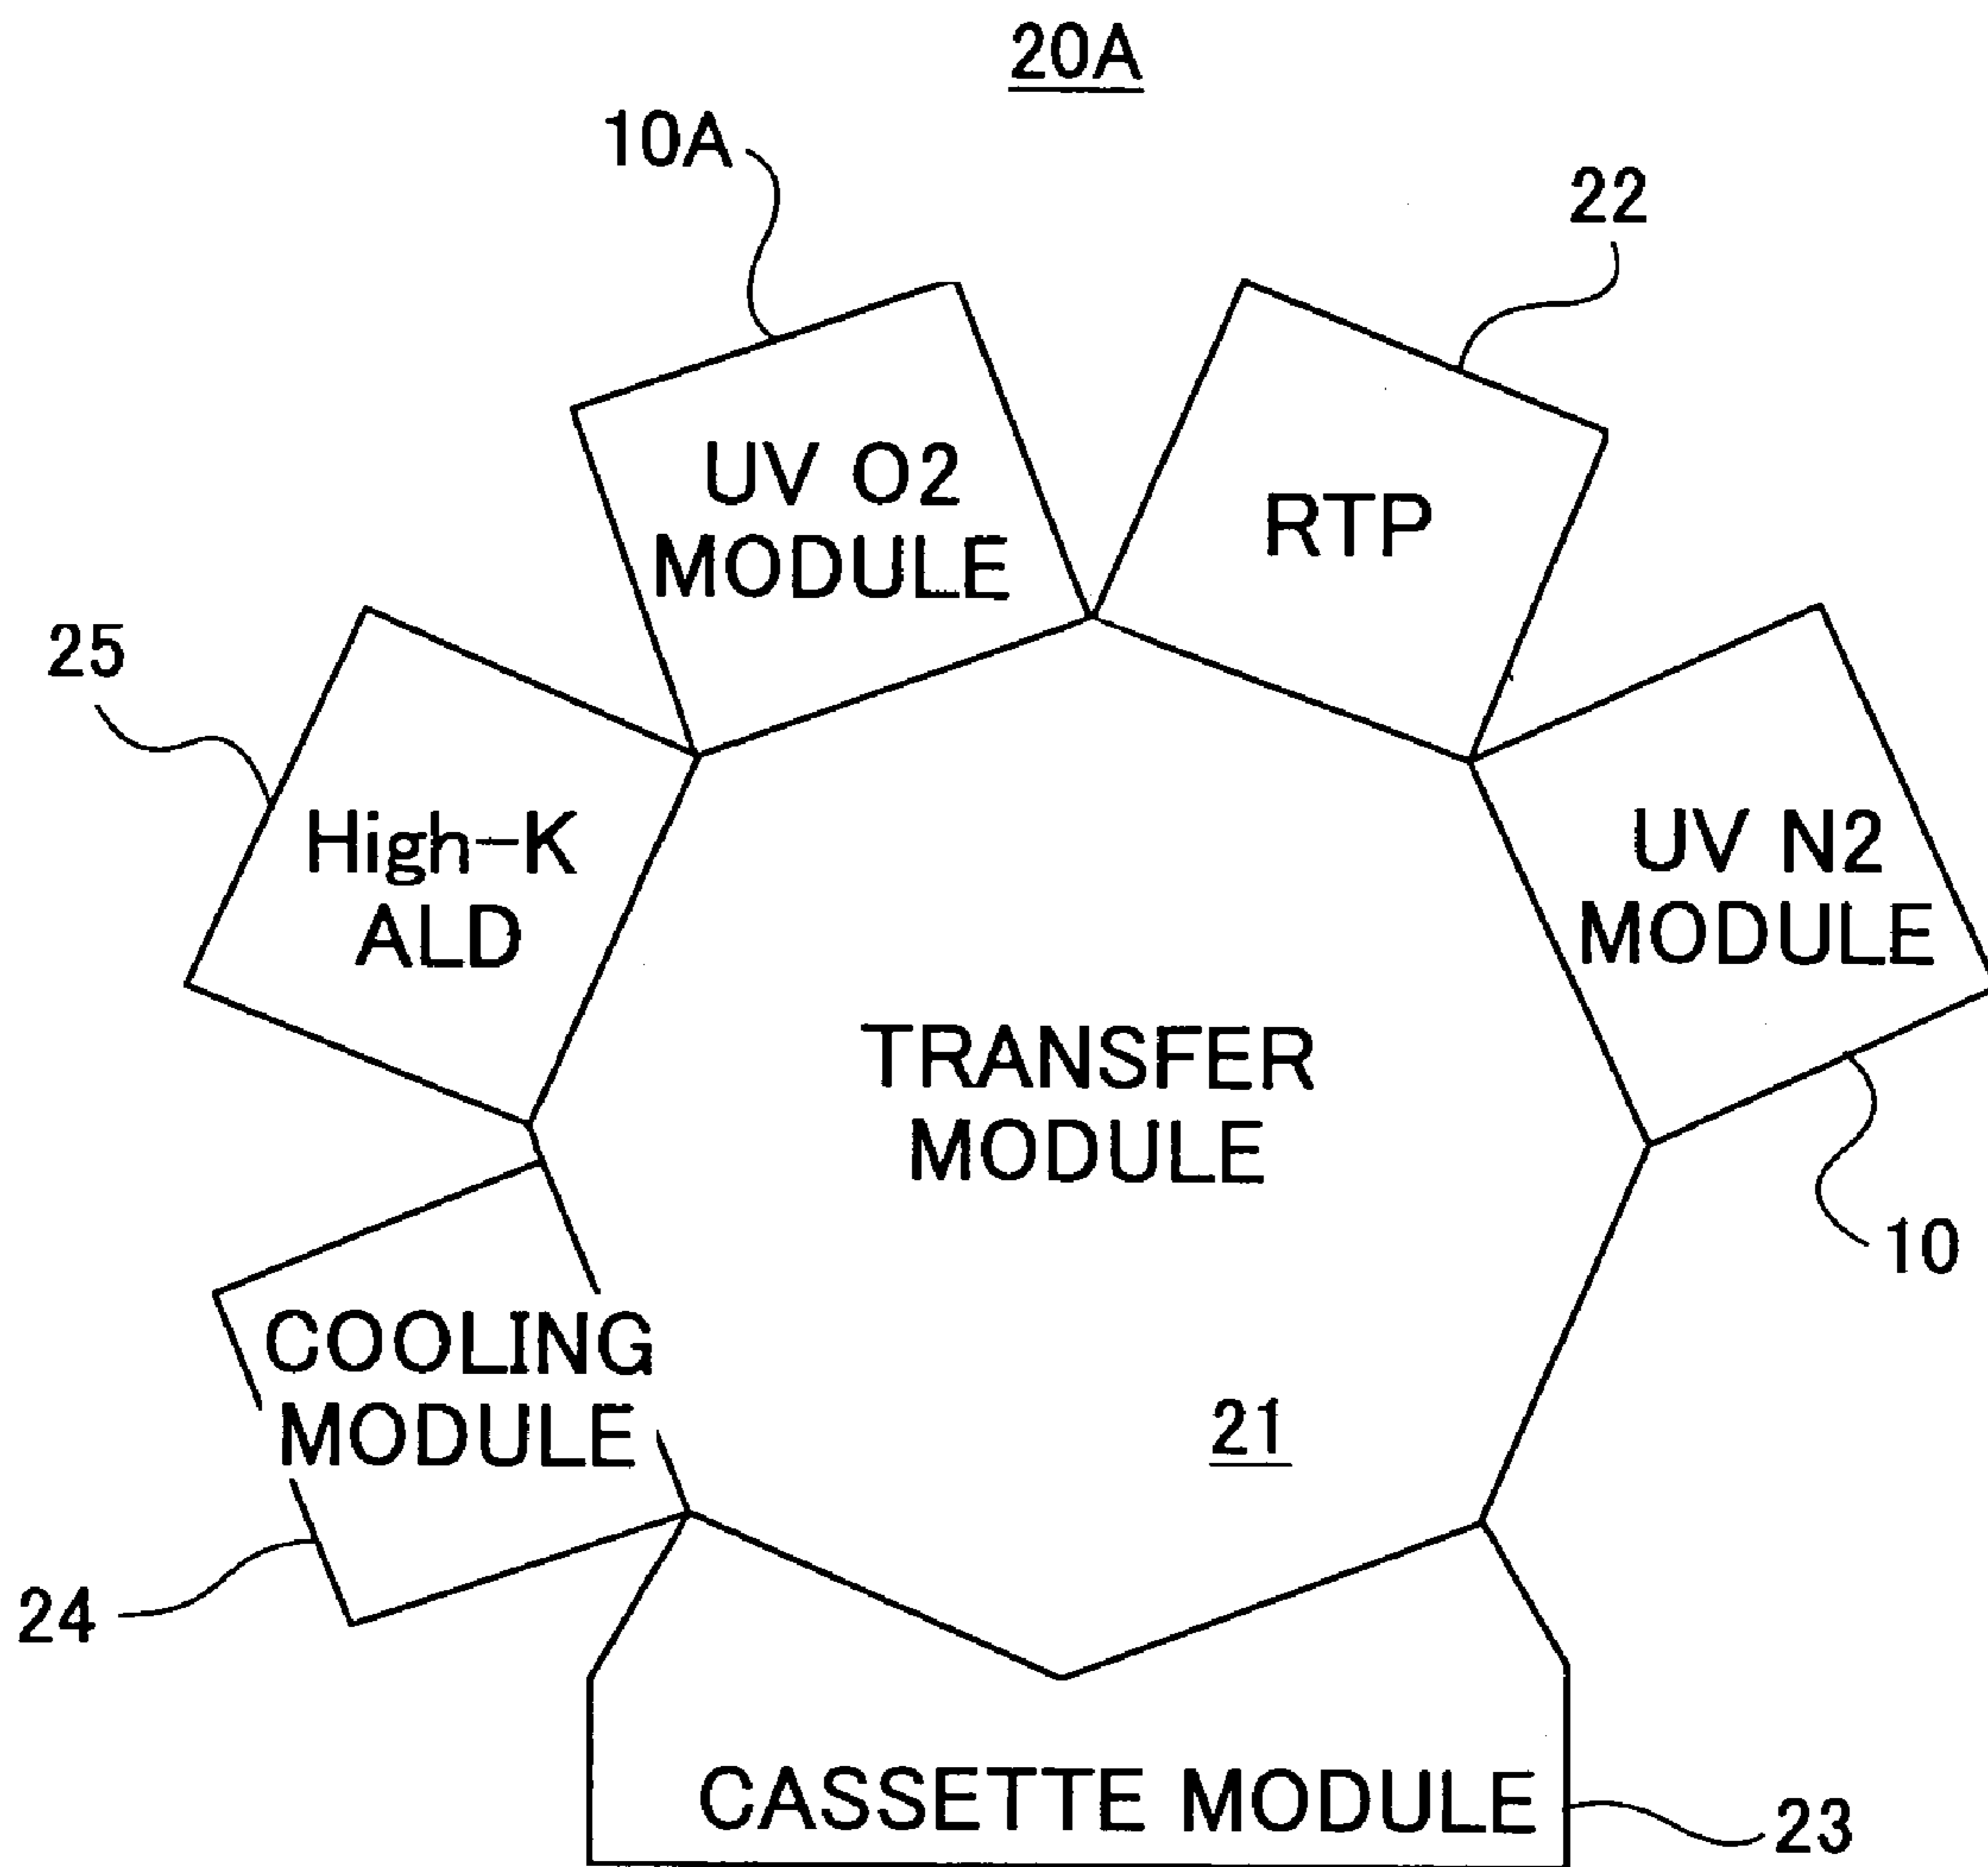 20A
10A
22
UV O2
MODULE
RTP
25
High-K
ALD
UV N2
MODULE
TRANSFER
MODULE
10
COOLING
MODULE
21
24
CASSETTE MODULE
23